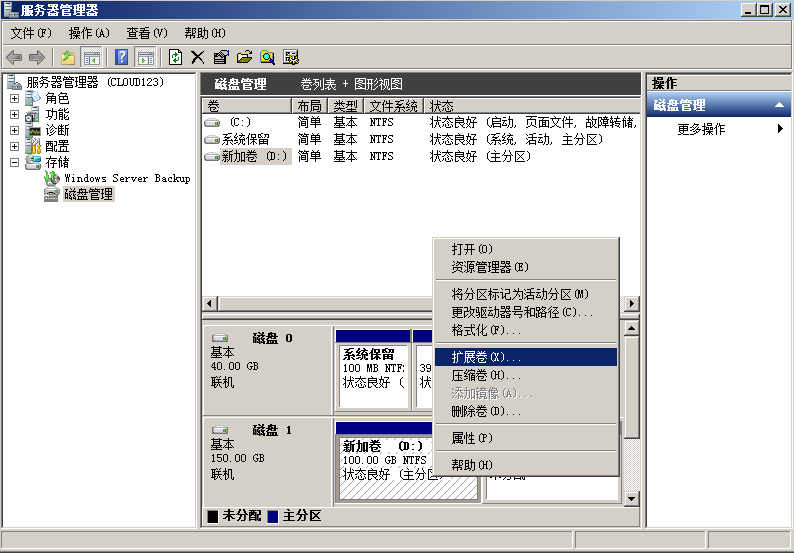 服务器管理器
文件(F) 操作(A) 查看(V) 帮助(H)
服务器管理器 (CLOUD123)
角色
功能
诊断
配置
存储
Windows Server Backup
磁盘管理
磁盘管理 卷列表 + 图形视图
卷 布局 类型 文件系统 状态
(C:) 简单 基本 NTFS 状态良好 (启动, 页面文件, 故障转储,
系统保留 简单 基本 NTFS 状态良好 (系统, 活动, 主分区)
新加卷 (D:) 简单 基本 NTFS 状态良好 (主分区)
打开(O)
资源管理器(E)
将分区标记为活动分区(M)
更改驱动器号和路径(C)...
格式化(F)...
扩展卷(X)...
压缩卷(H)...
添加镜像(A)...
删除卷(D)...
属性(P)
帮助(H)
磁盘 0
基本
40.00 GB
联机
系统保留
100 MB NTF
状态良好 (
39
状
磁盘 1
基本
150.00 GB
联机
新加卷 (D:)
100.00 GB NTFS
状态良好 (主分区
未分配 主分区
操作
磁盘管理
更多操作